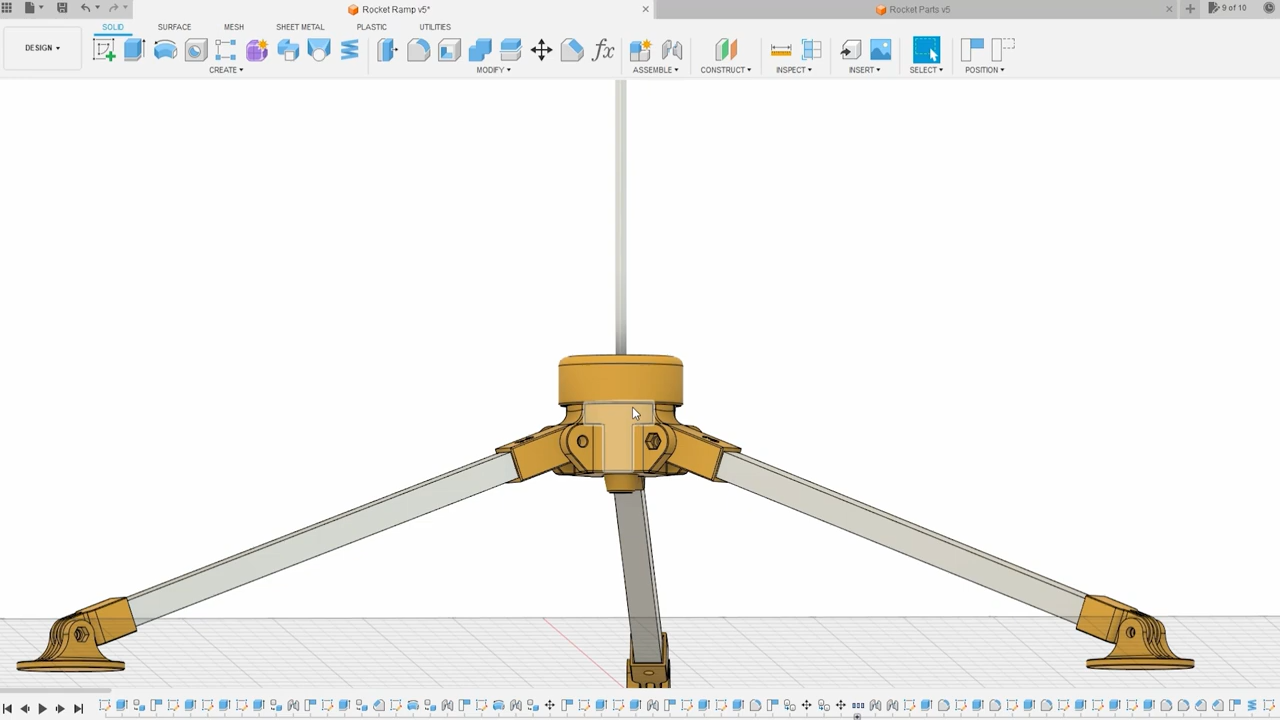 Rocket Ramp v5*
Rocket Parts v5
9 of 10
DESIGN
SOLID
SURFACE
MESH
SHEET METAL
PLASTIC
UTILITIES
fx
CREATE
MODIFY
ASSEMBLE
CONSTRUCT
INSPECT
INSERT
SELECT
POSITION